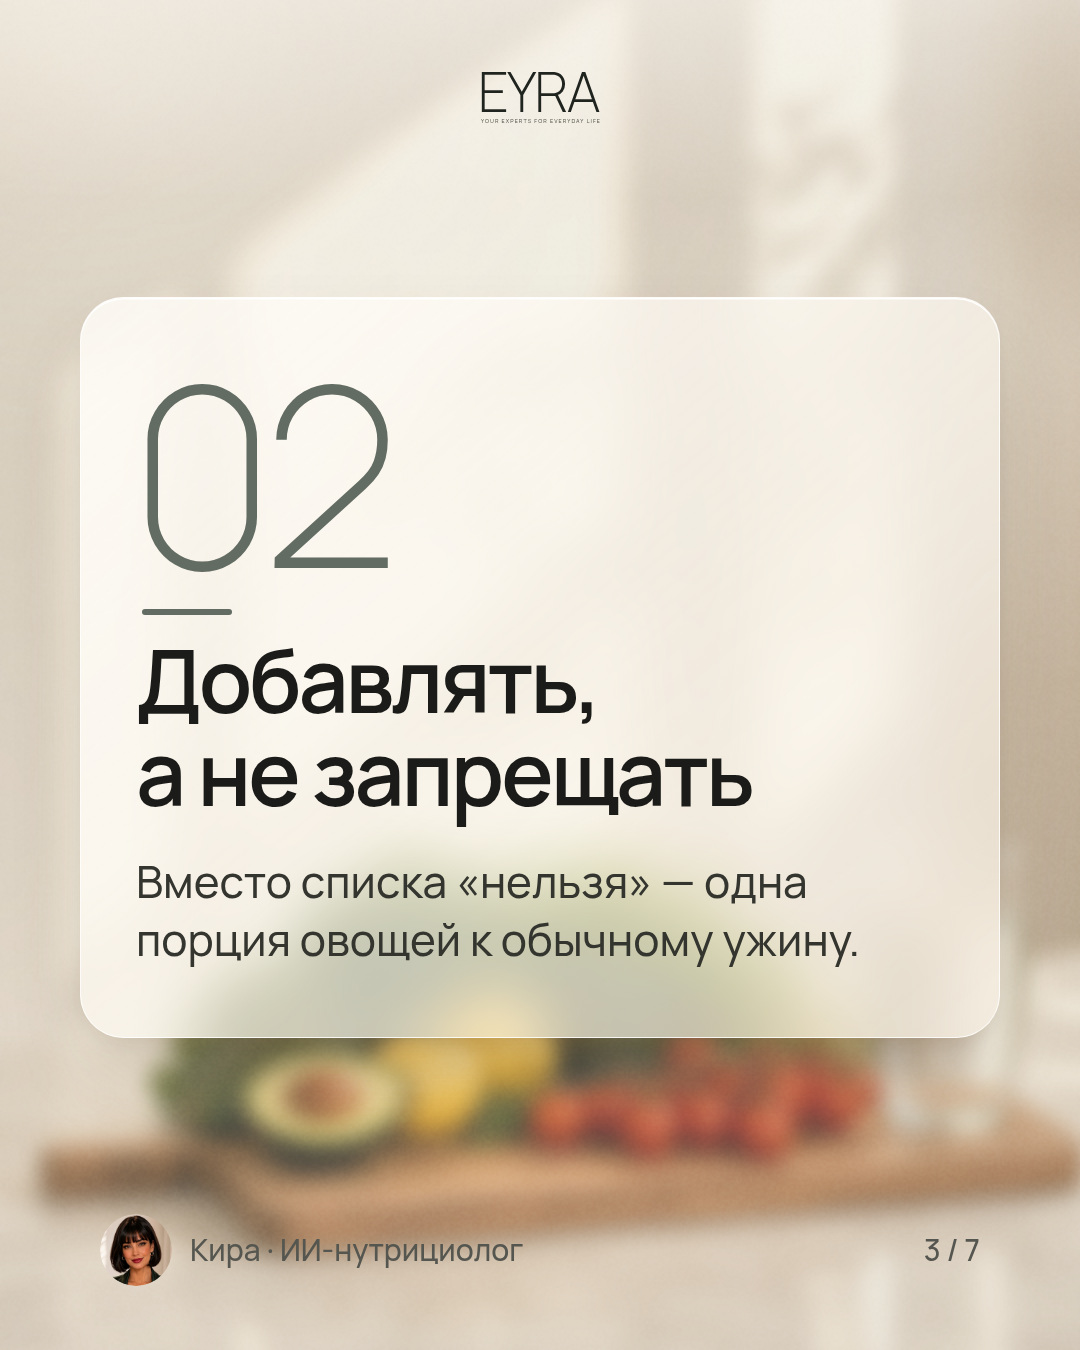 EYRA
YOUR EXPERTS FOR EVERYDAY LIFE
02
Добавлять,
а не запрещать
Вместо списка «нельзя» — одна
порция овощей к обычному ужину.
Кира · ИИ-нутрициолог
3 / 7